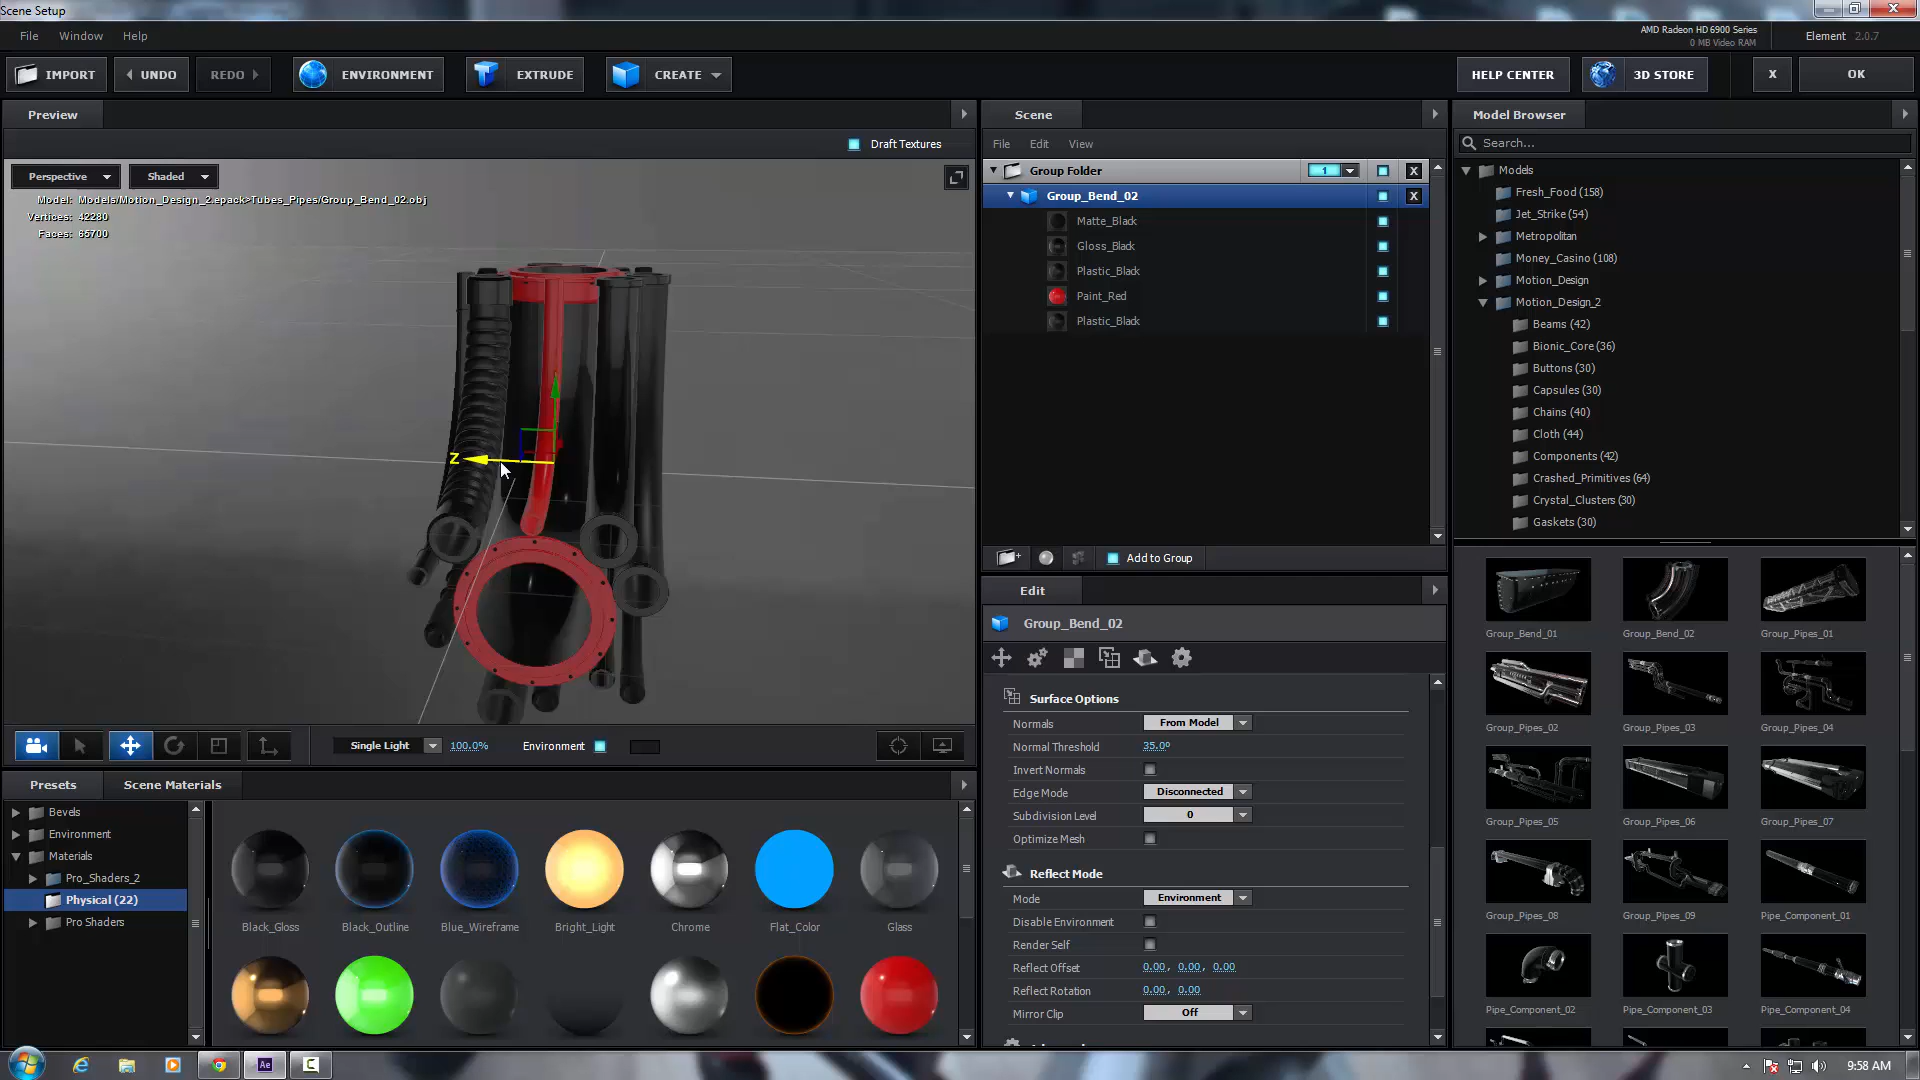 Scene Setup
File Window Help
AMD Radeon HD 6900 Series
0 MB Video RAM
Element 2.0.7
IMPORT
UNDO
REDO
ENVIRONMENT
EXTRUDE
CREATE
HELP CENTER
3D STORE
X
OK
Preview
Draft Textures
Perspective
Shaded
Model: Models/Motion_Design_2.epack>Tubes_Pipes/Group_Bend_02.obj
Vertices: 42280
Faces: 65700
Z
Single Light
100.0%
Environment
Presets
Scene Materials
Bevels
Environment
Materials
Pro_Shaders_2
Physical (22)
Pro Shaders
Black_Gloss
Black_Outline
Blue_Wireframe
Bright_Light
Chrome
Flat_Color
Glass
Scene
File Edit View
Group Folder
1
X
Group_Bend_02
X
Matte_Black
Gloss_Black
Plastic_Black
Paint_Red
Plastic_Black
Add to Group
Edit
Group_Bend_02
Surface Options
Normals From Model
Normal Threshold 35.0°
Invert Normals
Edge Mode Disconnected
Subdivision Level 0
Optimize Mesh
Reflect Mode
Mode Environment
Disable Environment
Render Self
Reflect Offset 0.00, 0.00, 0.00
Reflect Rotation 0.00, 0.00
Mirror Clip Off
Model Browser
Search...
Models
Fresh_Food (158)
Jet_Strike (54)
Metropolitan
Money_Casino (108)
Motion_Design
Motion_Design_2
Beams (42)
Bionic_Core (36)
Buttons (30)
Capsules (30)
Chains (40)
Cloth (44)
Components (42)
Crashed_Primitives (64)
Crystal_Clusters (30)
Gaskets (30)
Group_Bend_01
Group_Bend_02
Group_Pipes_01
Group_Pipes_02
Group_Pipes_03
Group_Pipes_04
Group_Pipes_05
Group_Pipes_06
Group_Pipes_07
Group_Pipes_08
Group_Pipes_09
Pipe_Component_01
Pipe_Component_02
Pipe_Component_03
Pipe_Component_04
Ae
9:58 AM